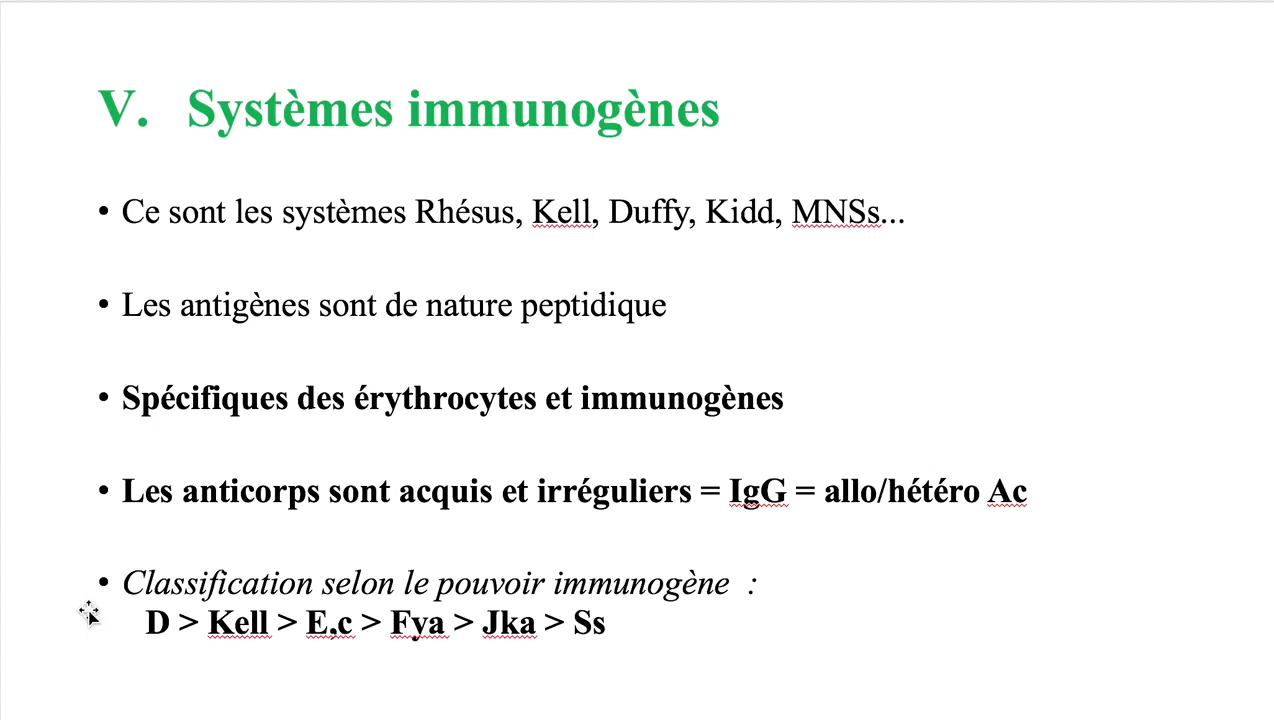 V. Systèmes immunogènes
• Ce sont les systèmes Rhésus, Kell, Duffy, Kidd, MNSs...
• Les antigènes sont de nature peptidique
• Spécifiques des érythrocytes et immunogènes
• Les anticorps sont acquis et irréguliers = IgG = allo/hétéro Ac
• Classification selon le pouvoir immunogène :
D > Kell > E,c > Fya > Jka > Ss